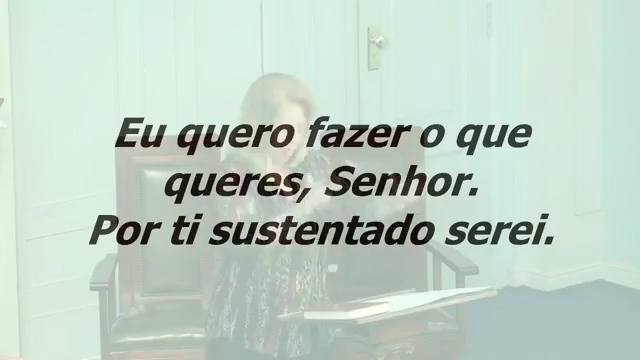 Eu quero fazer o que
queres, Senhor.
Por ti sustentado serei.